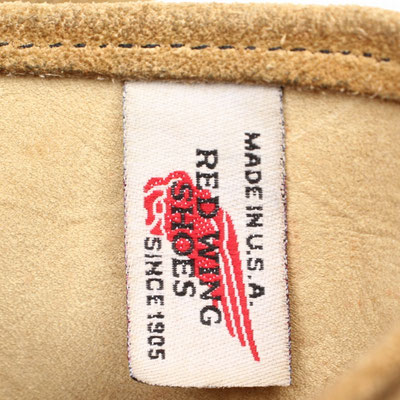 MADE IN U.S.A.
RED WING
SHOES
SINCE 1905